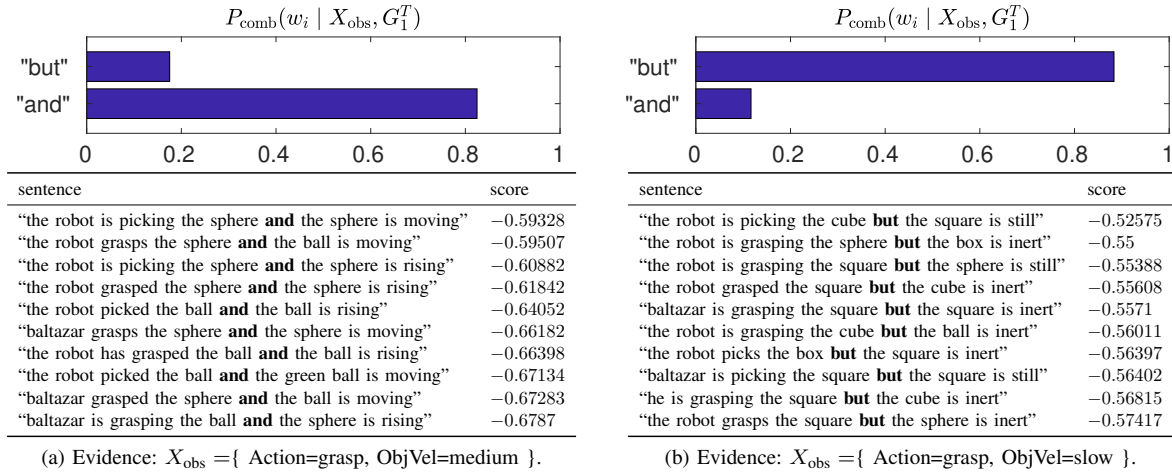 P_comb(w_i | X_obs, G_1^T)
"but"
"and"
0 0.2 0.4 0.6 0.8 1
sentence score
“the robot is picking the sphere and the sphere is moving” −0.59328
“the robot grasps the sphere and the ball is moving” −0.59507
“the robot is picking the sphere and the sphere is rising” −0.60882
“the robot grasped the sphere and the sphere is rising” −0.61842
“the robot picked the ball and the ball is rising” −0.64052
“baltazar grasps the sphere and the sphere is moving” −0.66182
“the robot has grasped the ball and the ball is rising” −0.66398
“the robot picked the ball and the green ball is moving” −0.67134
“baltazar grasped the sphere and the ball is moving” −0.67283
“baltazar is grasping the ball and the sphere is rising” −0.6787
(a) Evidence: X_obs ={ Action=grasp, ObjVel=medium }.
P_comb(w_i | X_obs, G_1^T)
"but"
"and"
0 0.2 0.4 0.6 0.8 1
sentence score
“the robot is picking the cube but the square is still” −0.52575
“the robot is grasping the sphere but the box is inert” −0.55
“the robot is grasping the square but the sphere is still” −0.55388
“the robot grasped the square but the cube is inert” −0.55608
“baltazar is grasping the square but the square is inert” −0.5571
“the robot is grasping the cube but the ball is inert” −0.56011
“the robot picks the box but the square is inert” −0.56397
“baltazar is picking the square but the square is still” −0.56402
“he is grasping the square but the cube is inert” −0.56815
“the robot grasps the square but the sphere is inert” −0.57417
(b) Evidence: X_obs ={ Action=grasp, ObjVel=slow }.